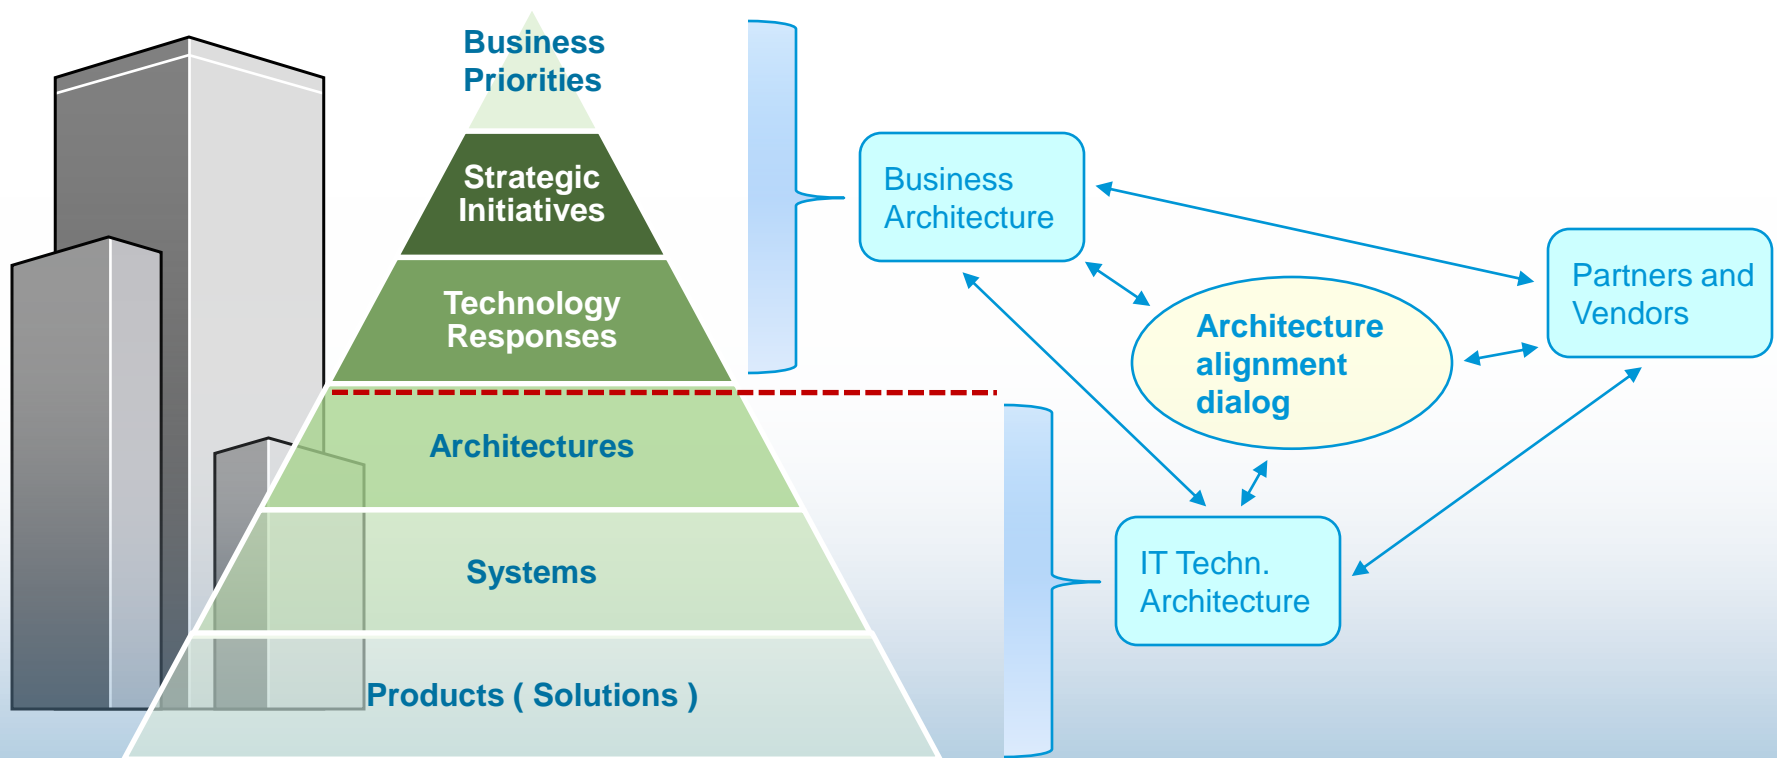 Business
Priorities
Strategic
Initiatives
Technology
Responses
Architectures
Systems
Products ( Solutions )
Business
Architecture
Partners and
Vendors
Architecture
alignment
dialog
IT Techn.
Architecture